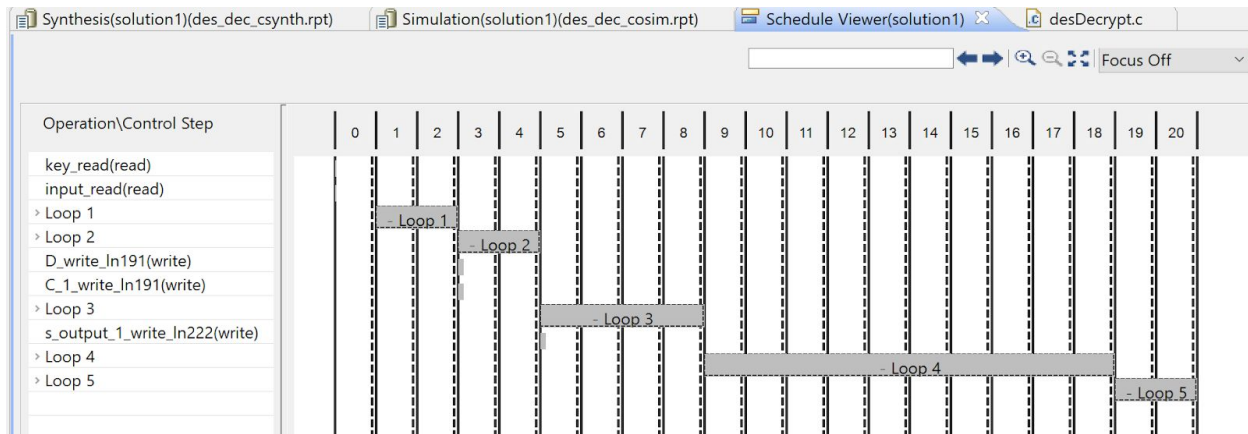 Synthesis(solution1)(des_dec_csynth.rpt) Simulation(solution1)(des_dec_cosim.rpt) Schedule Viewer(solution1) .c desDecrypt.c
Focus Off
Operation\Control Step 0 1 2 3 4 5 6 7 8 9 10 11 12 13 14 15 16 17 18 19 20
key_read(read)
input_read(read)
Loop 1 - Loop 1
Loop 2 - Loop 2
D_write_ln191(write)
C_1_write_ln191(write)
Loop 3 - Loop 3
s_output_1_write_ln222(write)
Loop 4 - Loop 4
Loop 5 - Loop 5